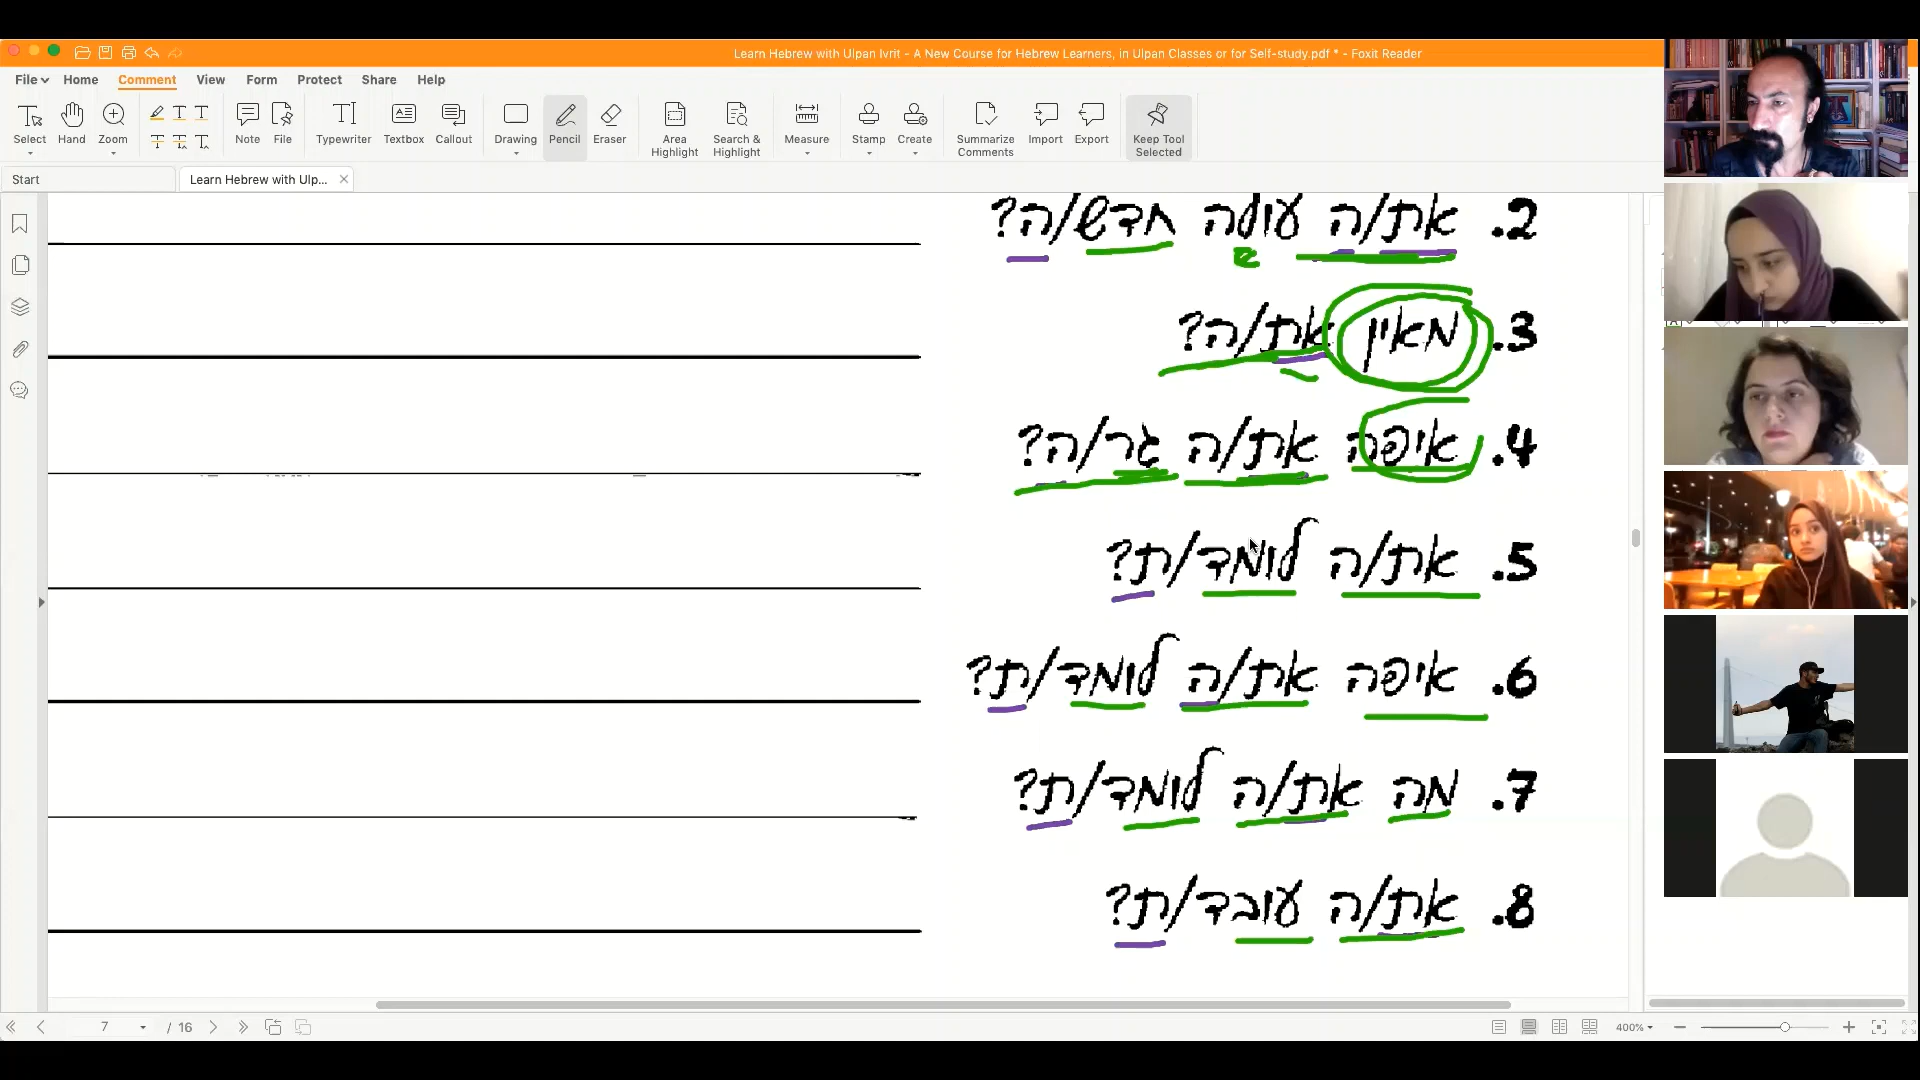 Learn Hebrew with Ulpan Ivrit - A New Course for Hebrew Learners, in Ulpan Classes or for Self-study.pdf * - Foxit Reader
File Home Comment View Form Protect Share Help
Select Hand Zoom Note File Typewriter Textbox Callout Drawing Pencil Eraser Area Highlight Search & Highlight Measure Stamp Create Summarize Comments Import Export Keep Tool Selected
Start Learn Hebrew with Ulp...
2. את/ה עולה חדש/ה?
3. מאין את/ה?
4. איפה את/ה גר/ה?
5. את/ה לומד/ת?
6. איפה את/ה לומד/ת?
7. מה את/ה לומד/ת?
8. את/ה עובד/ת?
7 / 16 400%